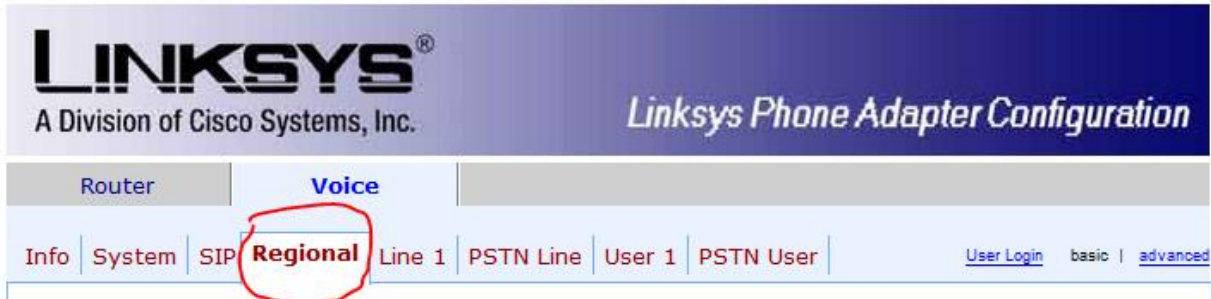 LINKSYS®
A Division of Cisco Systems, Inc.
Linksys Phone Adapter Configuration
Router Voice
Info System SIP Regional Line 1 PSTN Line User 1 PSTN User User Login basic | advanced